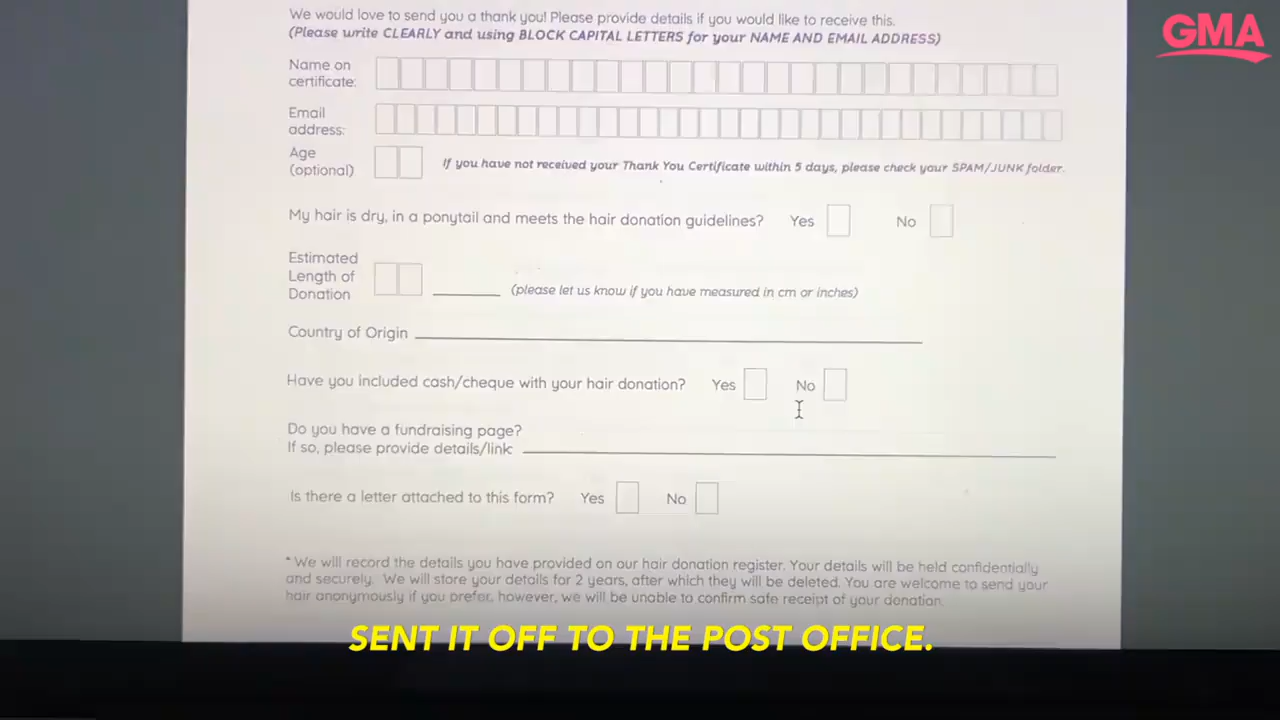 We would love to send you a thank you! Please provide details if you would like to receive this.
GMA
(Please write CLEARLY and using BLOCK CAPITAL LETTERS for your NAME AND EMAIL ADDRESS)
Name on
certificate:
Email
address:
Age
(optional)
If you have not received your Thank You Certificate within 5 days, please check your SPAM/JUNK folder.
My hair is dry, in a ponytail and meets the hair donation guidelines? Yes No
Estimated
Length of
Donation
(please let us know if you have measured in cm or inches)
Country of Origin
Have you included cash/cheque with your hair donation? Yes No
Do you have a fundraising page?
If so, please provide details/link:
Is there a letter attached to this form? Yes No
* We will record the details you have provided on our hair donation register. Your details will be held confidentially
and securely. We will store your details for 2 years, after which they will be deleted. You are welcome to send your
hair anonymously if you prefer, however, we will be unable to confirm safe receipt of your donation.
SENT IT OFF TO THE POST OFFICE.